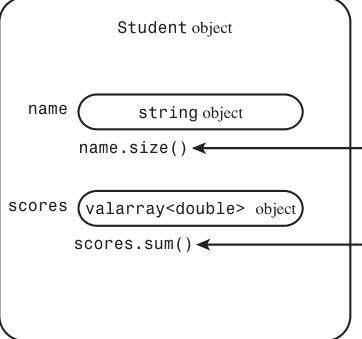 Student object
name string object
name.size()
scores valarray<double> object
scores.sum()